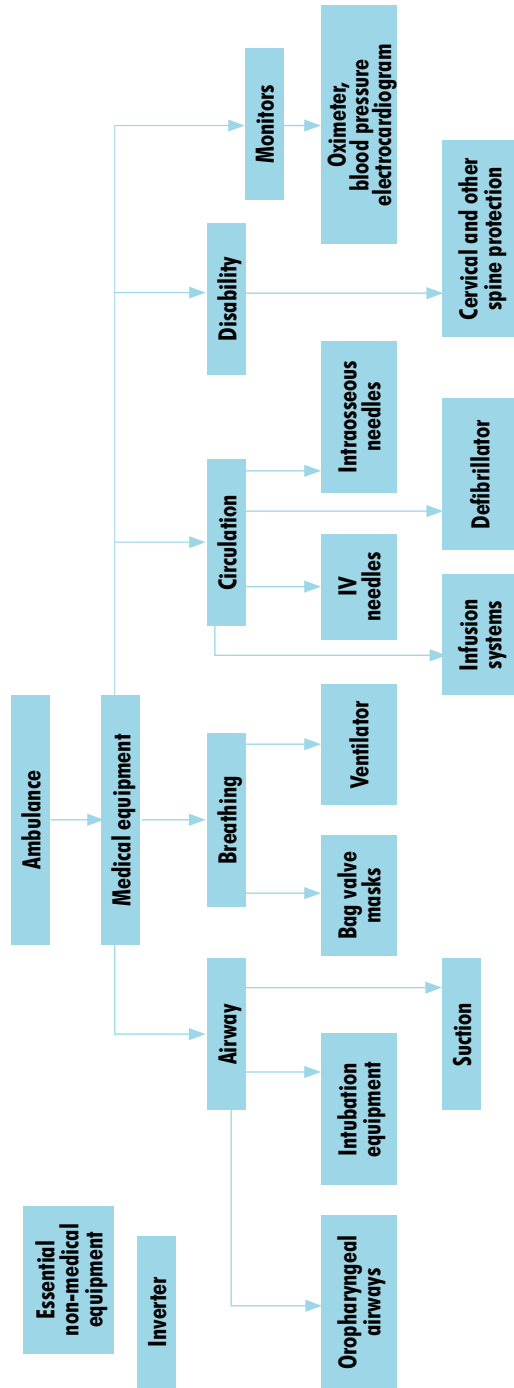 Ambulance
Essential
non-medical
equipment
Medical equipment
Inverter
Airway
Breathing
Circulation
Disability
Monitors
Oropharyngeal
airways
Intubation
equipment
Bag valve
masks
Ventilator
IV
needles
Intraosseous
needles
Oximeter,
blood pressure
electrocardiogram
Suction
Infusion
systems
Defibrillator
Cervical and other
spine protection